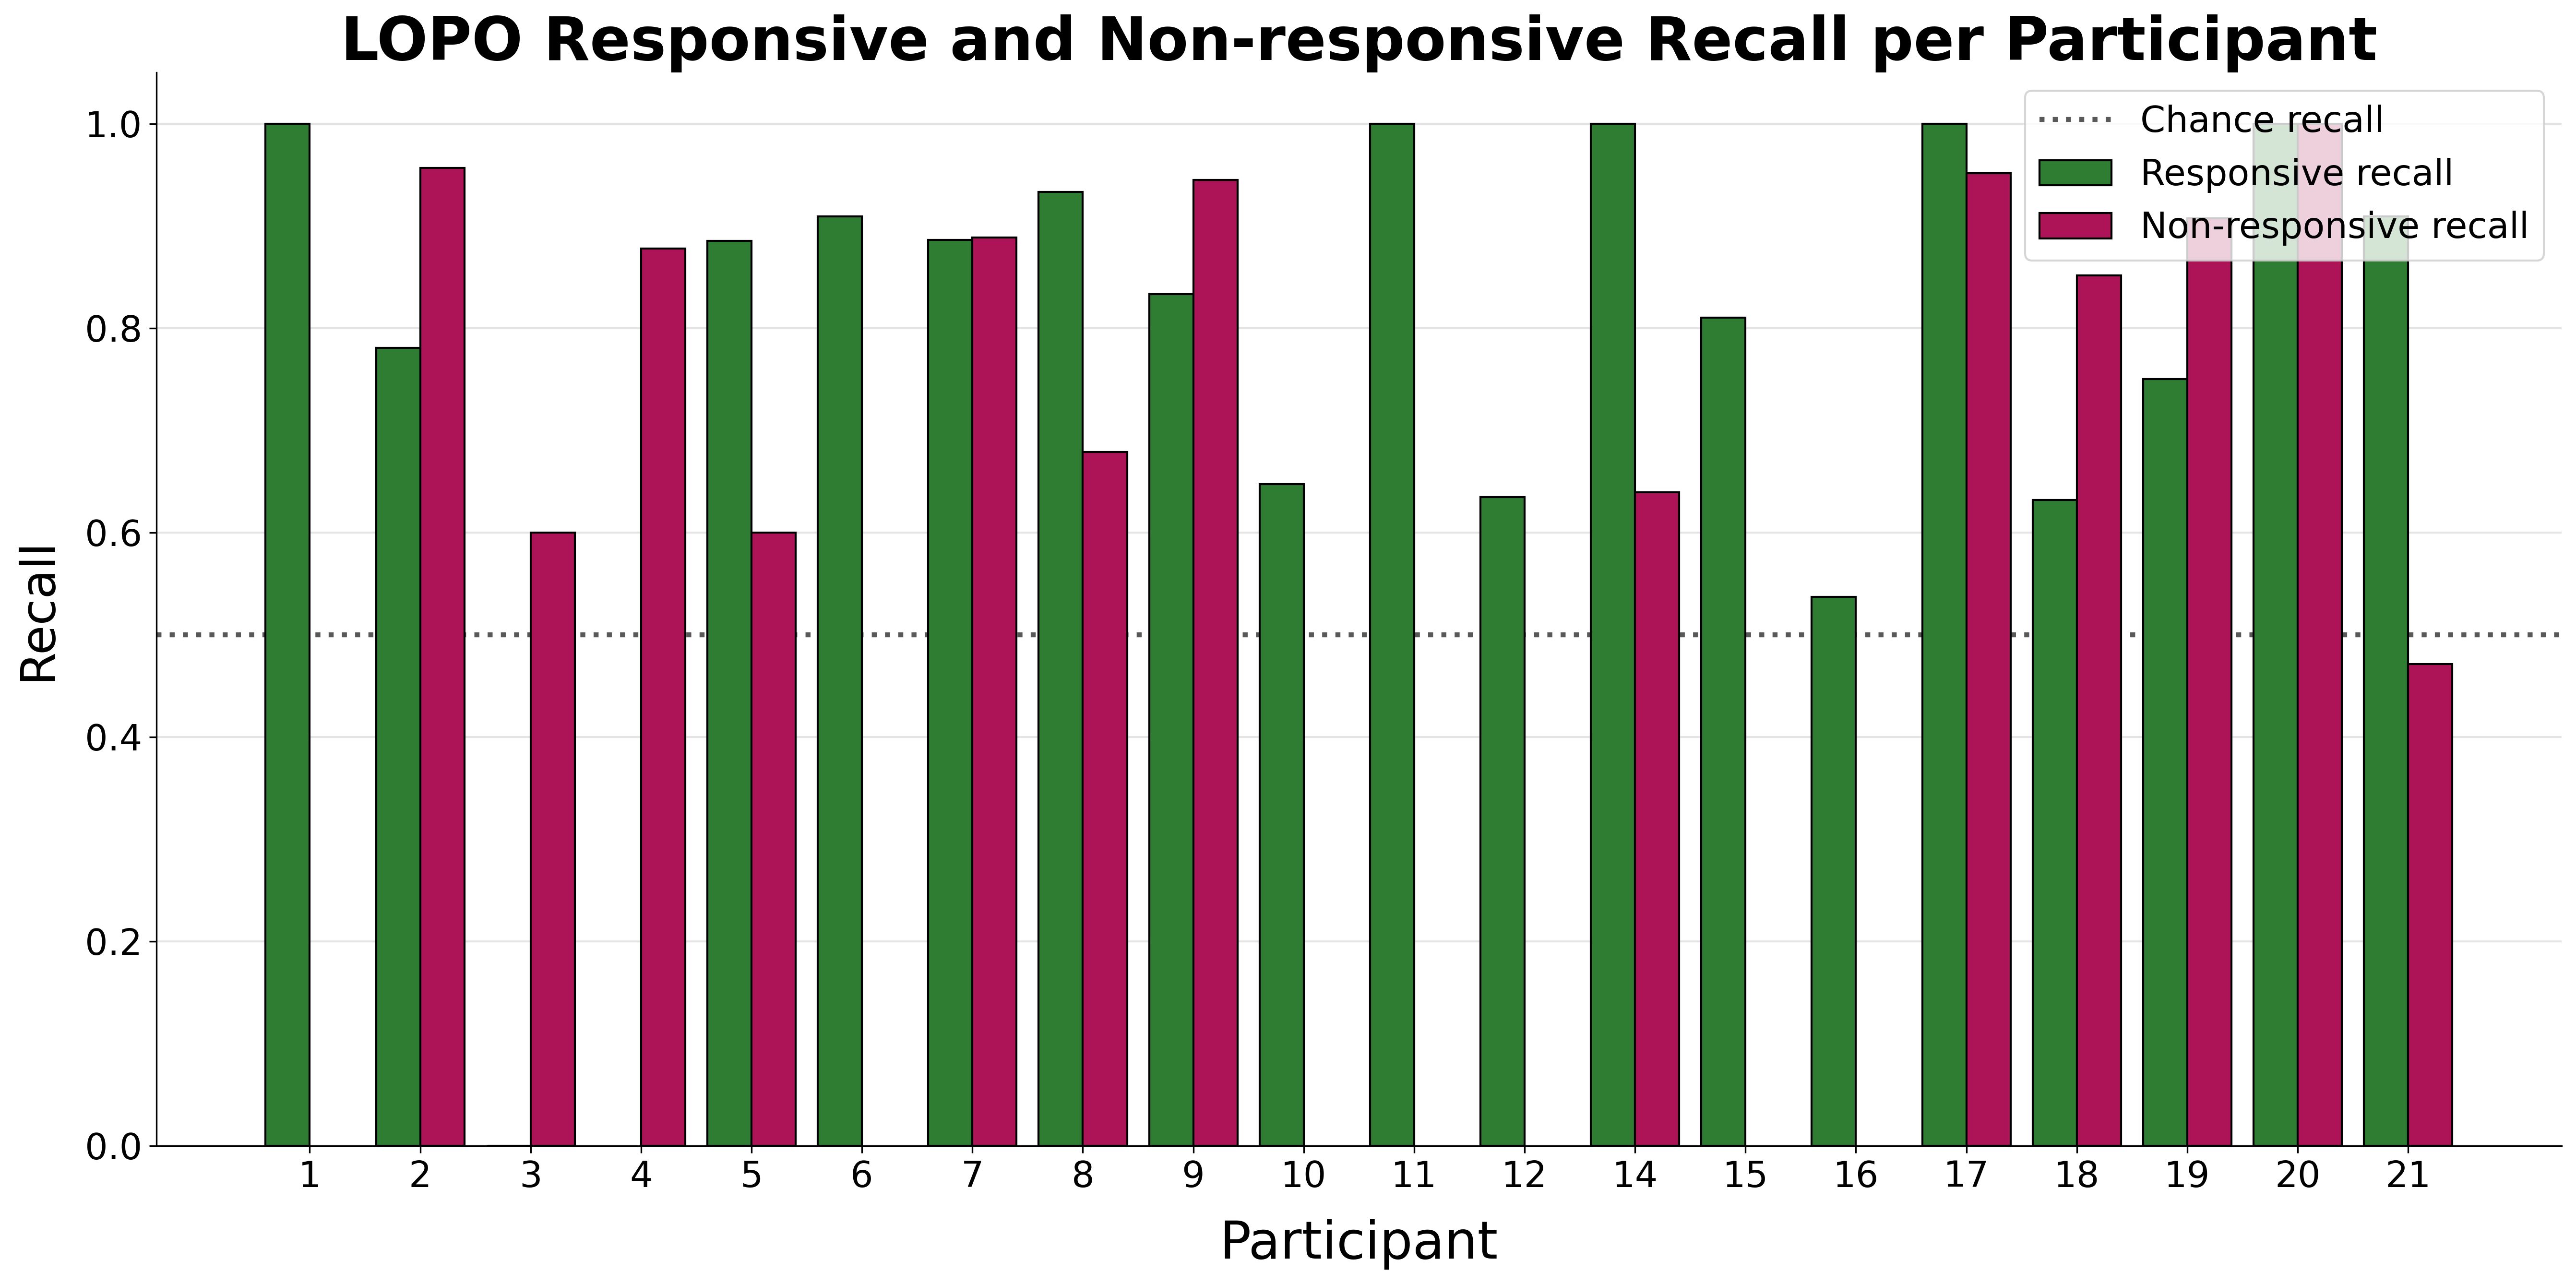 LOPO Responsive and Non-responsive Recall per Participant
Chance recall
Responsive recall
Non-responsive recall
Recall
1.0
0.8
0.6
0.4
0.2
0.0
1 2 3 4 5 6 7 8 9 10 11 12 14 15 16 17 18 19 20 21
Participant